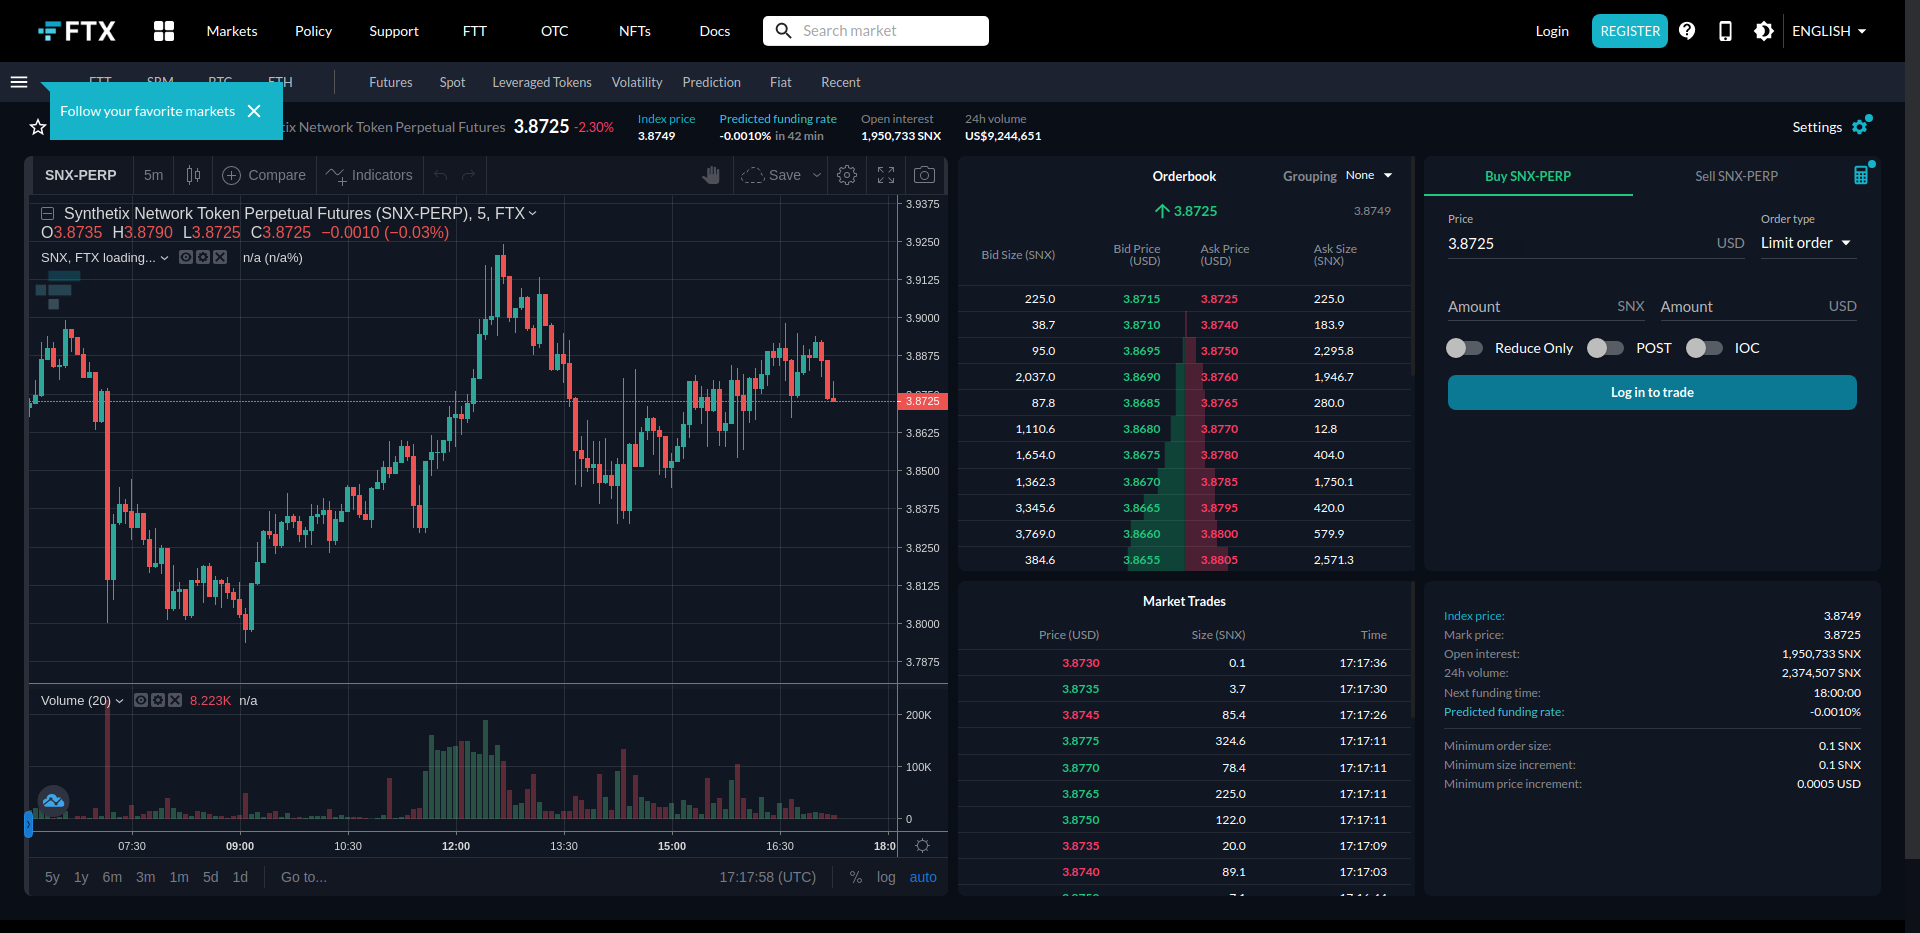 FTX Markets Policy Support FTT OTC NFTs Docs Search market Login REGISTER ENGLISH
Futures Spot Leveraged Tokens Volatility Prediction Fiat Recent
Follow your favorite markets
Network Token Perpetual Futures 3.8725 -2.30%
Index price 3.8749
Predicted funding rate -0.0010% in 42 min
Open interest 1,950,733 SNX
24h volume US$9,244,651
Settings
SNX-PERP 5m Compare Indicators Save
Synthetix Network Token Perpetual Futures (SNX-PERP), 5, FTX
O3.8735 H3.8790 L3.8725 C3.8725 −0.0010 (−0.03%)
SNX, FTX loading... n/a (n/a%)
3.9375
3.9250
3.9125
3.9000
3.8875
3.8725
3.8625
3.8500
3.8375
3.8250
3.8125
3.8000
3.7875
Volume (20) 8.223K n/a
200K
100K
0
07:30 09:00 10:30 12:00 13:30 15:00 16:30 18:0
5y 1y 6m 3m 1m 5d 1d Go to... 17:17:58 (UTC) % log auto
Orderbook Grouping None
3.8725 3.8749
Bid Size (SNX) Bid Price (USD) Ask Price (USD) Ask Size (SNX)
225.0 3.8715 3.8725 225.0
38.7 3.8710 3.8740 183.9
95.0 3.8695 3.8750 2,295.8
2,037.0 3.8690 3.8760 1,946.7
87.8 3.8685 3.8765 280.0
1,110.6 3.8680 3.8770 12.8
1,654.0 3.8675 3.8780 404.0
1,362.3 3.8670 3.8785 1,750.1
3,345.6 3.8665 3.8795 420.0
3,769.0 3.8660 3.8800 579.9
384.6 3.8655 3.8805 2,571.3
Market Trades
Price (USD) Size (SNX) Time
3.8730 0.1 17:17:36
3.8735 3.7 17:17:30
3.8745 85.4 17:17:26
3.8775 324.6 17:17:11
3.8770 78.4 17:17:11
3.8765 225.0 17:17:11
3.8750 122.0 17:17:11
3.8735 20.0 17:17:09
3.8740 89.1 17:17:03
Buy SNX-PERP Sell SNX-PERP
Price Order type
3.8725 USD Limit order
Amount SNX Amount USD
Reduce Only POST IOC
Log in to trade
Index price: 3.8749
Mark price: 3.8725
Open interest: 1,950,733 SNX
24h volume: 2,374,507 SNX
Next funding time: 18:00:00
Predicted funding rate: -0.0010%
Minimum order size: 0.1 SNX
Minimum size increment: 0.1 SNX
Minimum price increment: 0.0005 USD